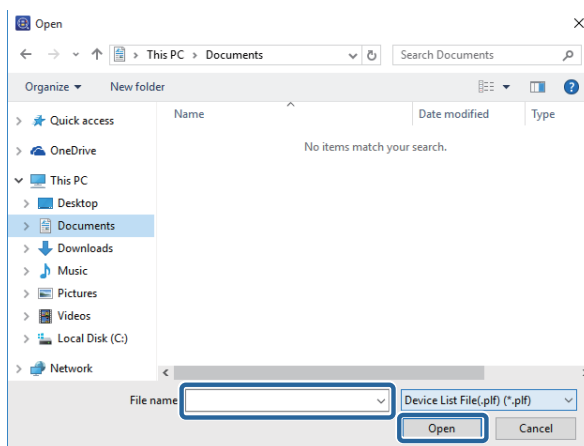 Open
This PC > Documents
Search Documents
Organize
New folder
Name
Date modified
Type
Quick access
No items match your search.
OneDrive
This PC
Desktop
Documents
Downloads
Music
Pictures
Videos
Local Disk (C:)
Network
File name
Device List File(.plf) (*.plf)
Open
Cancel